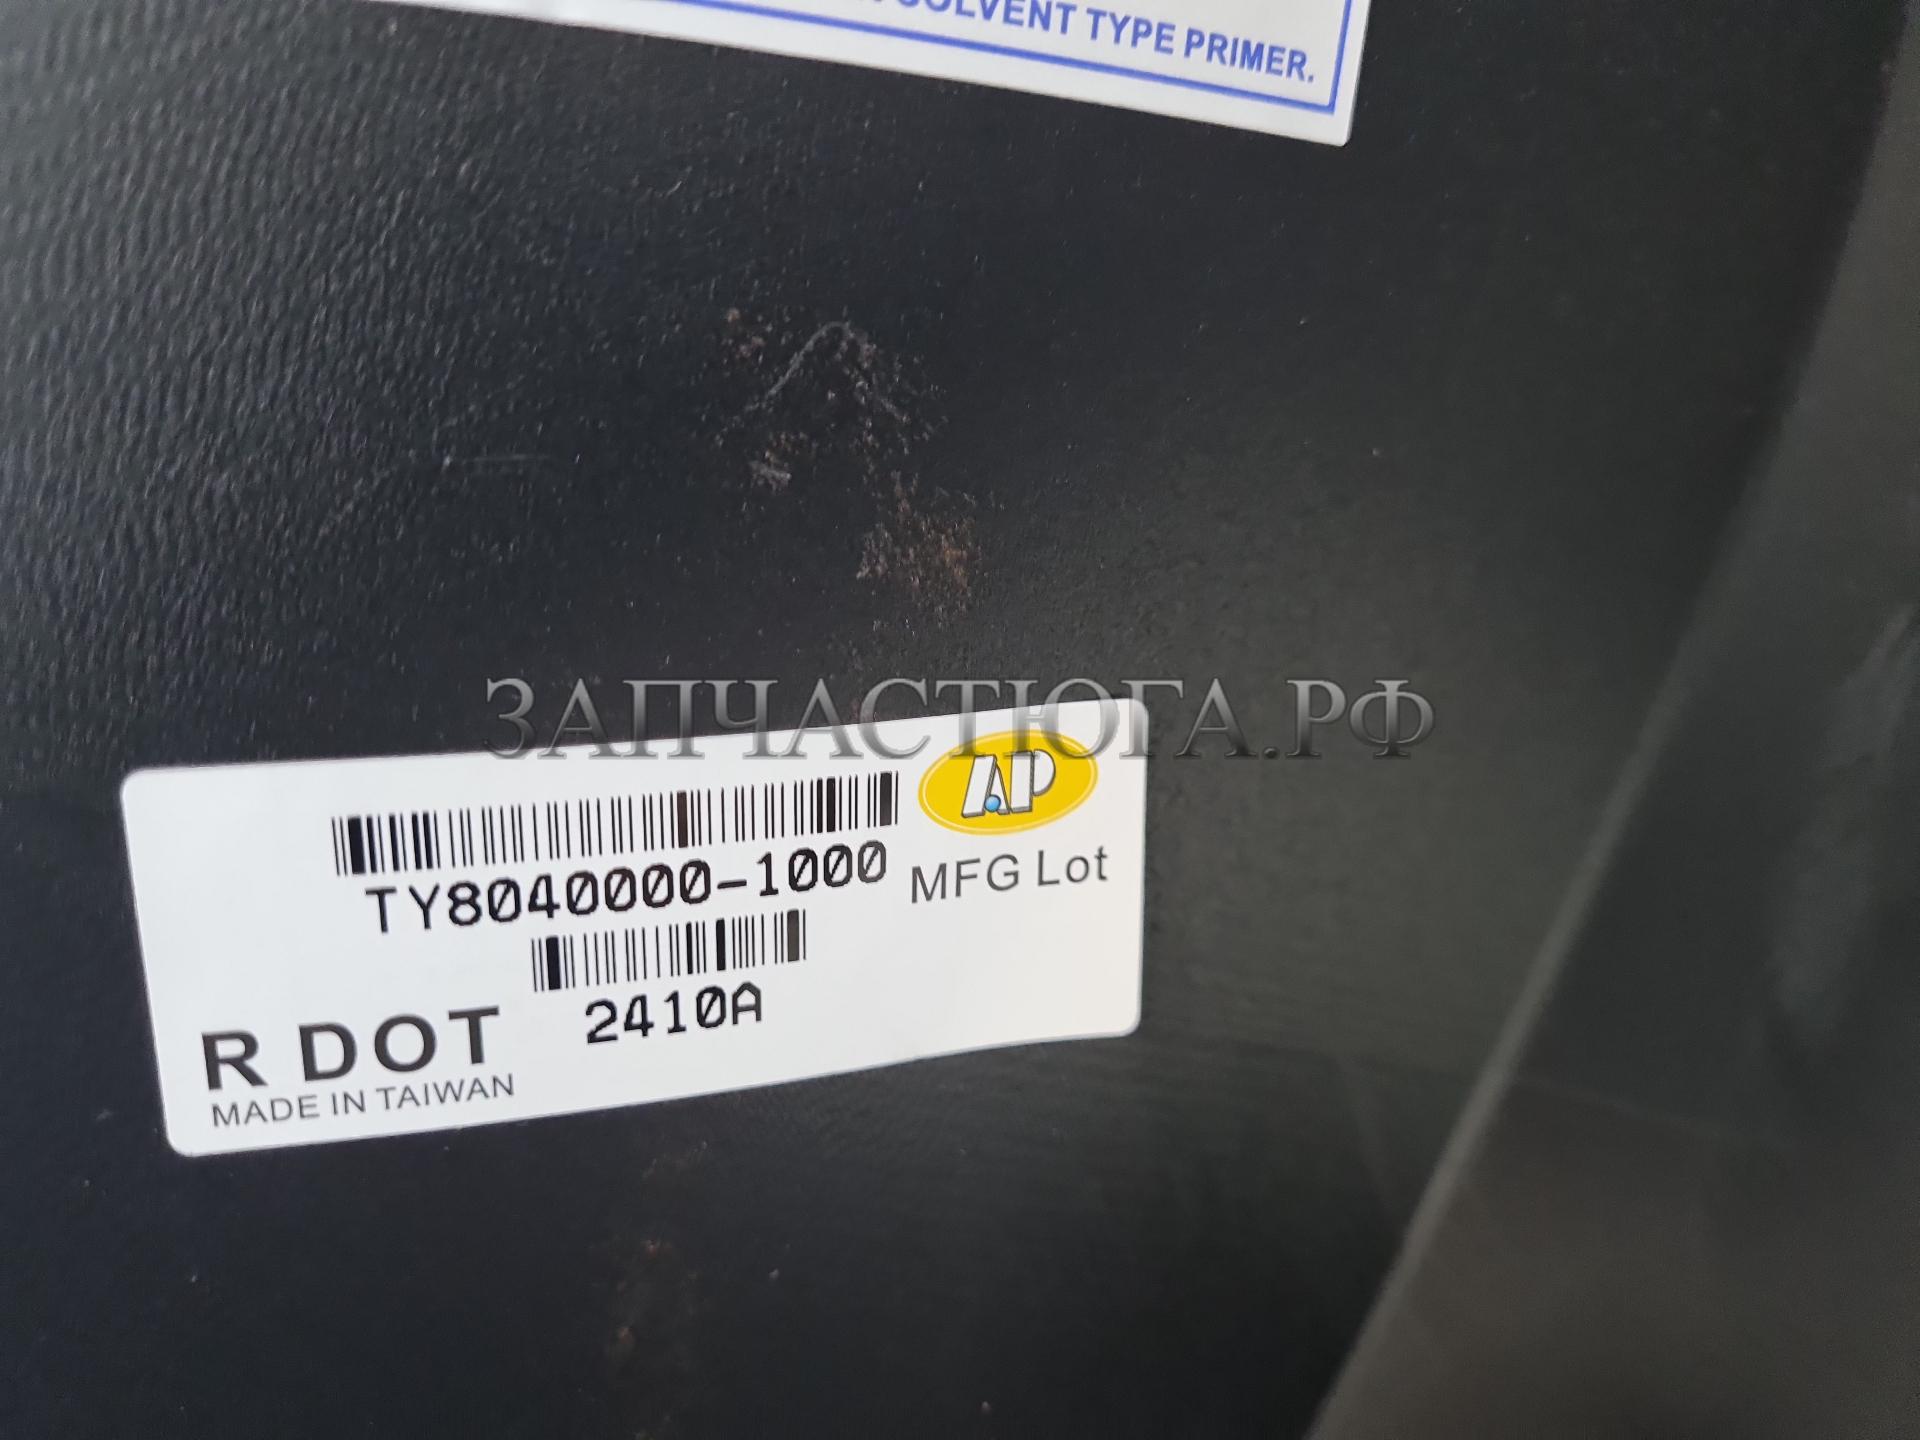 SOLVENT TYPE PRIMER.
ЗАПЧАСТЮГА.РФ
AP
TY8040000-1000
MFG Lot
2410A
R DOT
MADE IN TAIWAN